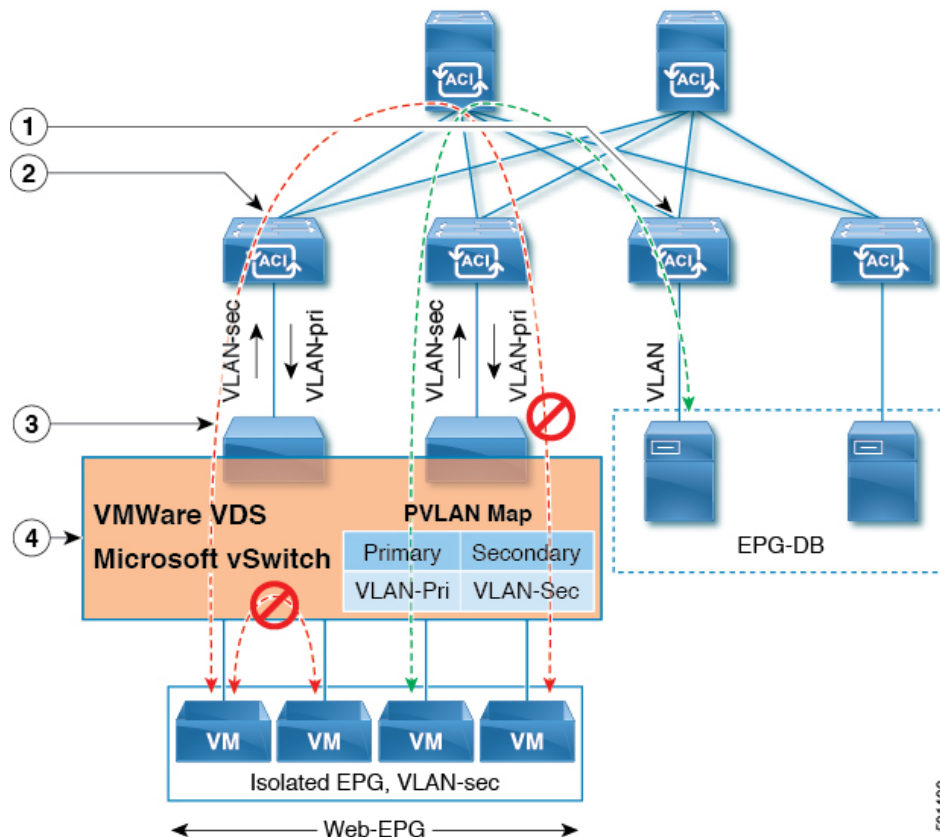 ACI
ACI
1
2
ACI
ACI
ACI
ACI
VLAN-sec
VLAN-pri
VLAN-sec
VLAN-pri
VLAN
3
4
VMWare VDS
Microsoft vSwitch
PVLAN Map
Primary
Secondary
VLAN-Pri
VLAN-Sec
EPG-DB
VM
VM
VM
VM
Isolated EPG, VLAN-sec
Web-EPG